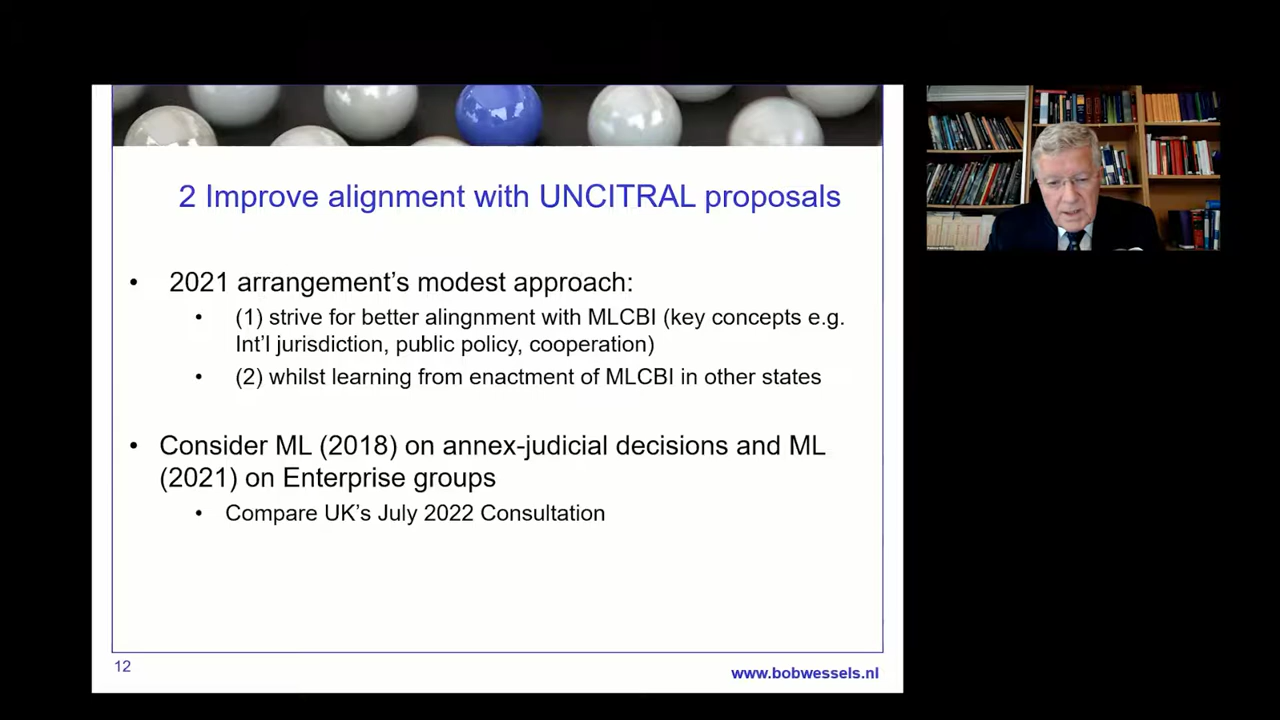 2 Improve alignment with UNCITRAL proposals
• 2021 arrangement's modest approach:
• (1) strive for better alingnment with MLCBI (key concepts e.g.
Int'l jurisdiction, public policy, cooperation)
• (2) whilst learning from enactment of MLCBI in other states
• Consider ML (2018) on annex-judicial decisions and ML
(2021) on Enterprise groups
• Compare UK's July 2022 Consultation
12
www.bobwessels.nl